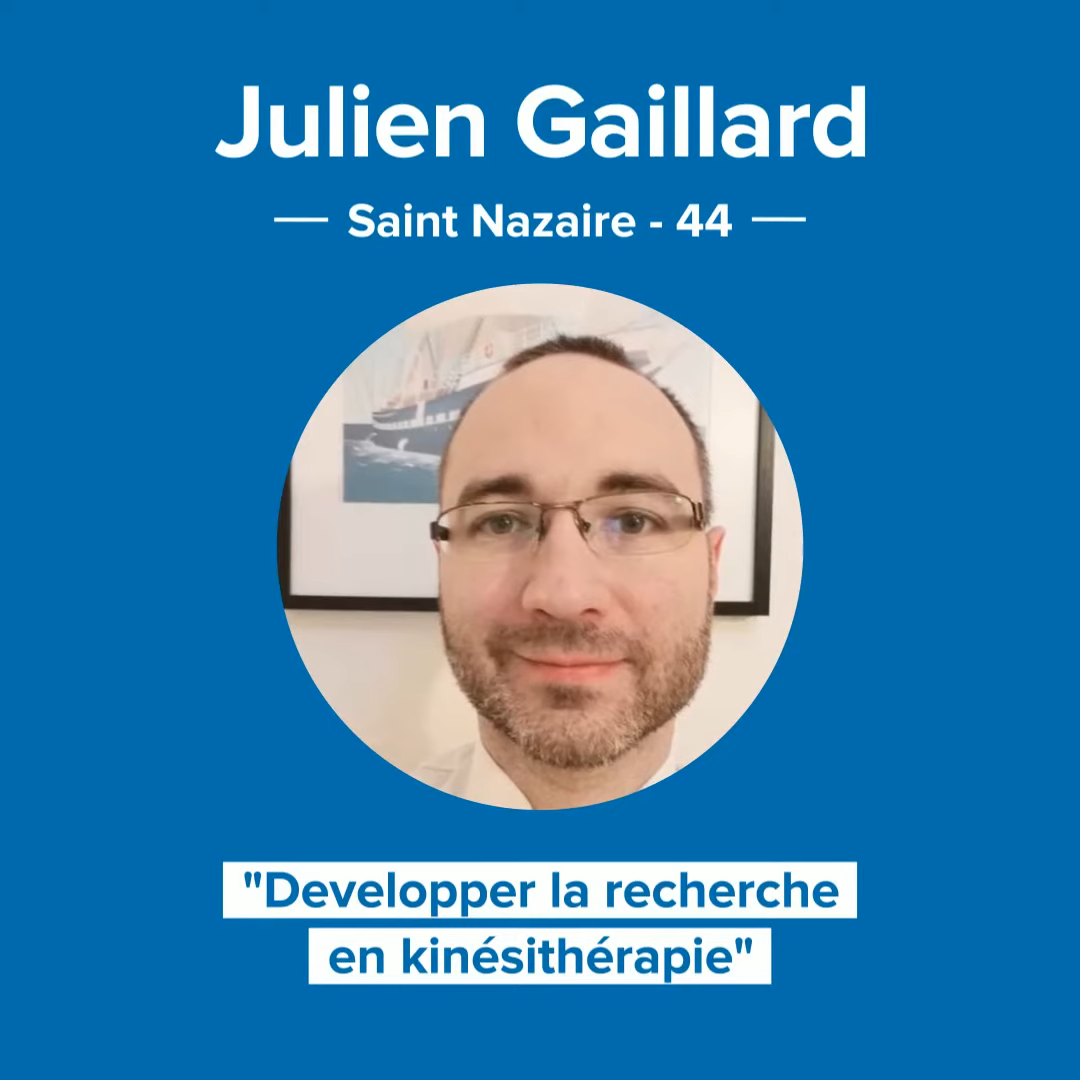 Julien Gaillard
Saint Nazaire - 44
"Developper la recherche
en kinésithérapie"